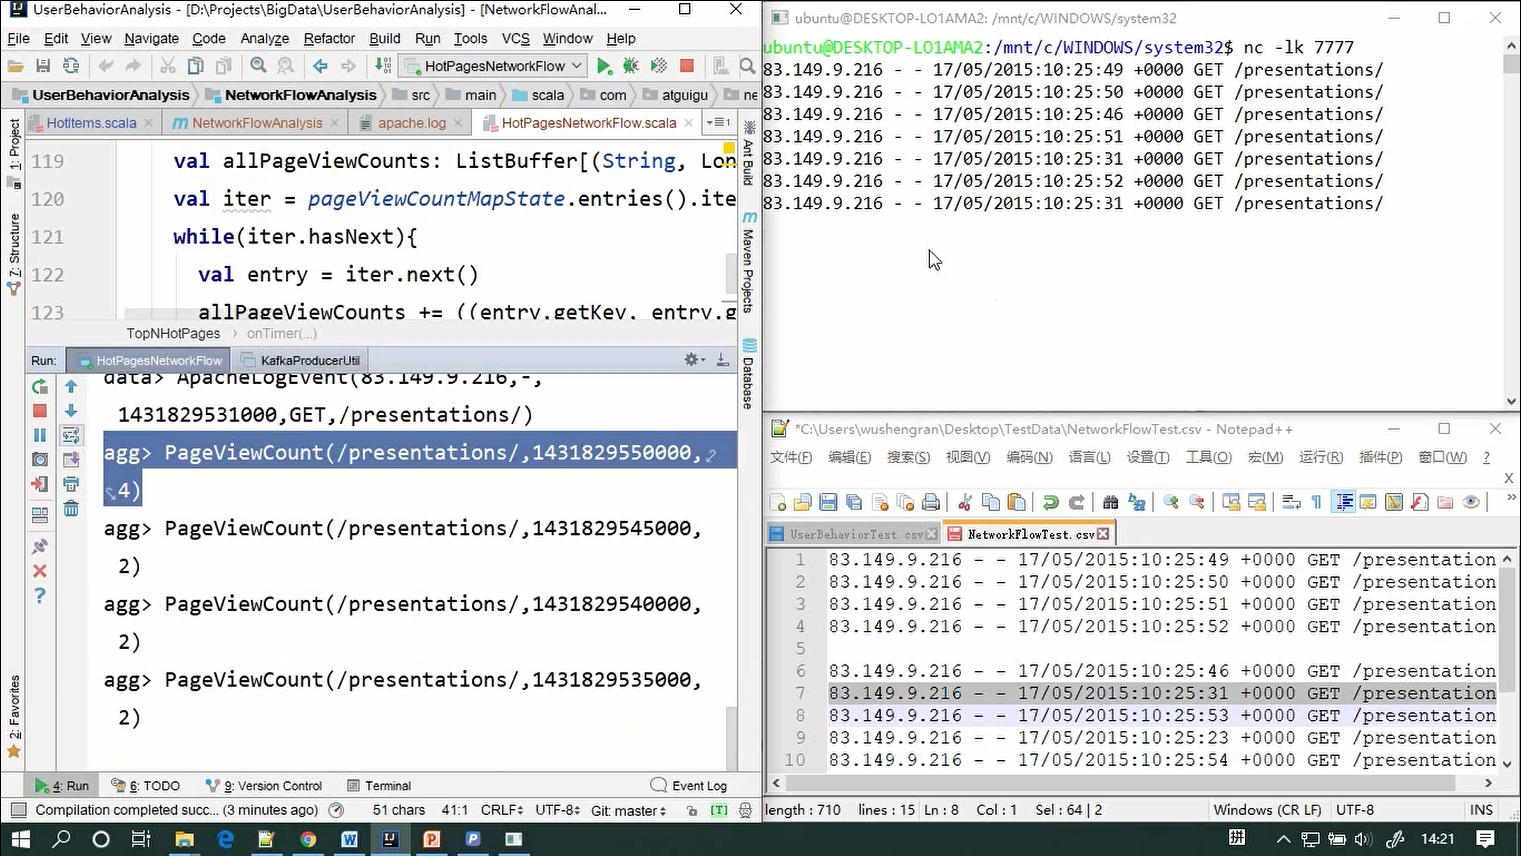 UserBehaviorAnalysis - [D:\Projects\BigData\UserBehaviorAnalysis] - [NetworkFlowAnal...
File Edit View Navigate Code Analyze Refactor Build Run Tools VCS Window Help
HotPagesNetworkFlow
UserBehaviorAnalysis NetworkFlowAnalysis src main scala com atguigu ne
HotItems.scala NetworkFlowAnalysis apache.log HotPagesNetworkFlow.scala
1: Project
7: Structure
2: Favorites
119 val allPageViewCounts: ListBuffer[(String, Lon
120 val iter = pageViewCountMapState.entries().ite
121 while(iter.hasNext){
122 val entry = iter.next()
123 allPageViewCounts += ((entry.getKey, entry.g
TopNHotPages onTimer(...)
Ant Build
Maven Projects
Database
Run: HotPagesNetworkFlow KafkaProducerUtil
data> ApacheLogEvent(83.149.9.216,-,
1431829531000,GET,/presentations/)
agg> PageViewCount(/presentations/,1431829550000,
4)
agg> PageViewCount(/presentations/,1431829545000,
2)
agg> PageViewCount(/presentations/,1431829540000,
2)
agg> PageViewCount(/presentations/,1431829535000,
2)
4: Run 6: TODO 9: Version Control Terminal Event Log
Compilation completed succ... (3 minutes ago) 51 chars 41:1 CRLF UTF-8 Git: master [T]
ubuntu@DESKTOP-LO1AMA2: /mnt/c/WINDOWS/system32
ubuntu@DESKTOP-LO1AMA2:/mnt/c/WINDOWS/system32$ nc -lk 7777
83.149.9.216 - - 17/05/2015:10:25:49 +0000 GET /presentations/
83.149.9.216 - - 17/05/2015:10:25:50 +0000 GET /presentations/
83.149.9.216 - - 17/05/2015:10:25:46 +0000 GET /presentations/
83.149.9.216 - - 17/05/2015:10:25:51 +0000 GET /presentations/
83.149.9.216 - - 17/05/2015:10:25:31 +0000 GET /presentations/
83.149.9.216 - - 17/05/2015:10:25:52 +0000 GET /presentations/
83.149.9.216 - - 17/05/2015:10:25:31 +0000 GET /presentations/
*C:\Users\wushengran\Desktop\TestData\NetworkFlowTest.csv - Notepad++
文件(F) 编辑(E) 搜索(S) 视图(V) 编码(N) 语言(L) 设置(T) 工具(O) 宏(M) 运行(R) 插件(P) 窗口(W) ?
X
UserBehaviorTest.csv NetworkFlowTest.csv
1 83.149.9.216 - - 17/05/2015:10:25:49 +0000 GET /presentation
2 83.149.9.216 - - 17/05/2015:10:25:50 +0000 GET /presentation
3 83.149.9.216 - - 17/05/2015:10:25:51 +0000 GET /presentation
4 83.149.9.216 - - 17/05/2015:10:25:52 +0000 GET /presentation
5
6 83.149.9.216 - - 17/05/2015:10:25:46 +0000 GET /presentation
7 83.149.9.216 - - 17/05/2015:10:25:31 +0000 GET /presentation
8 83.149.9.216 - - 17/05/2015:10:25:53 +0000 GET /presentation
9 83.149.9.216 - - 17/05/2015:10:25:23 +0000 GET /presentation
10 83.149.9.216 - - 17/05/2015:10:25:54 +0000 GET /presentation
length : 710 lines : 15 Ln : 8 Col : 1 Sel : 64 | 2 Windows (CR LF) UTF-8 INS
拼 14:21